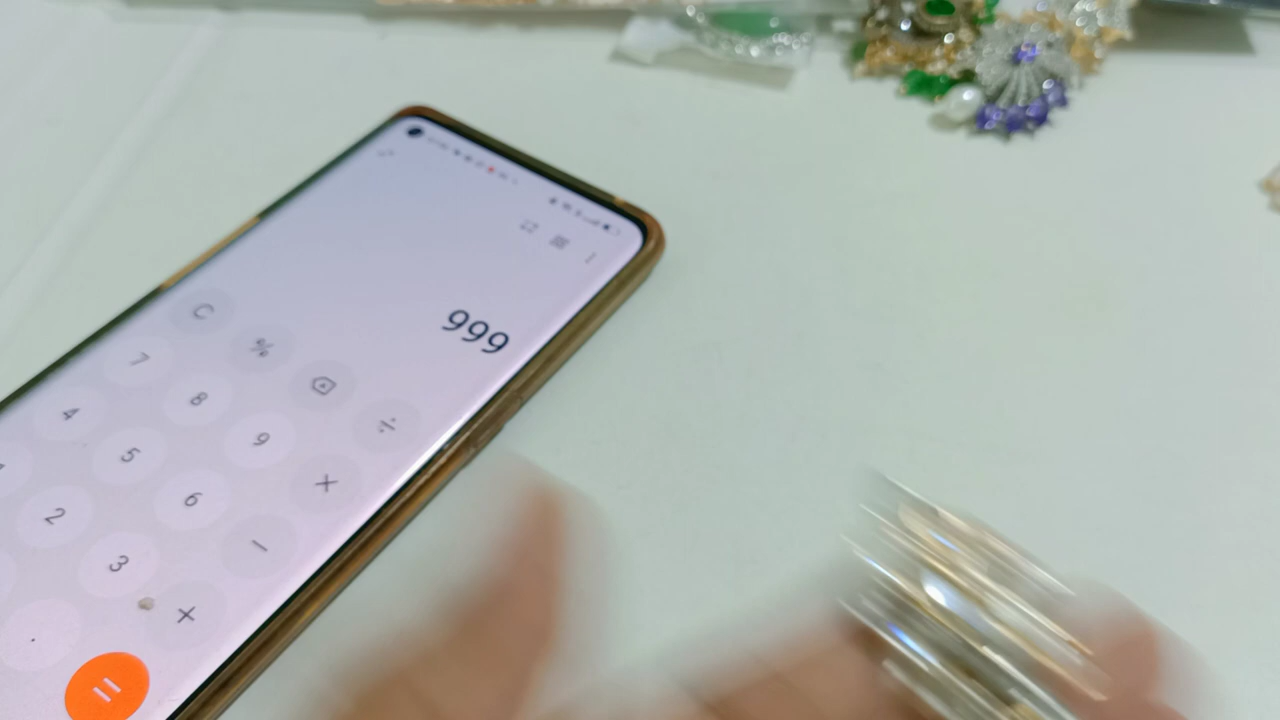 999
C % ÷
7 8 9 ×
4 5 6 −
2 3 +
. =